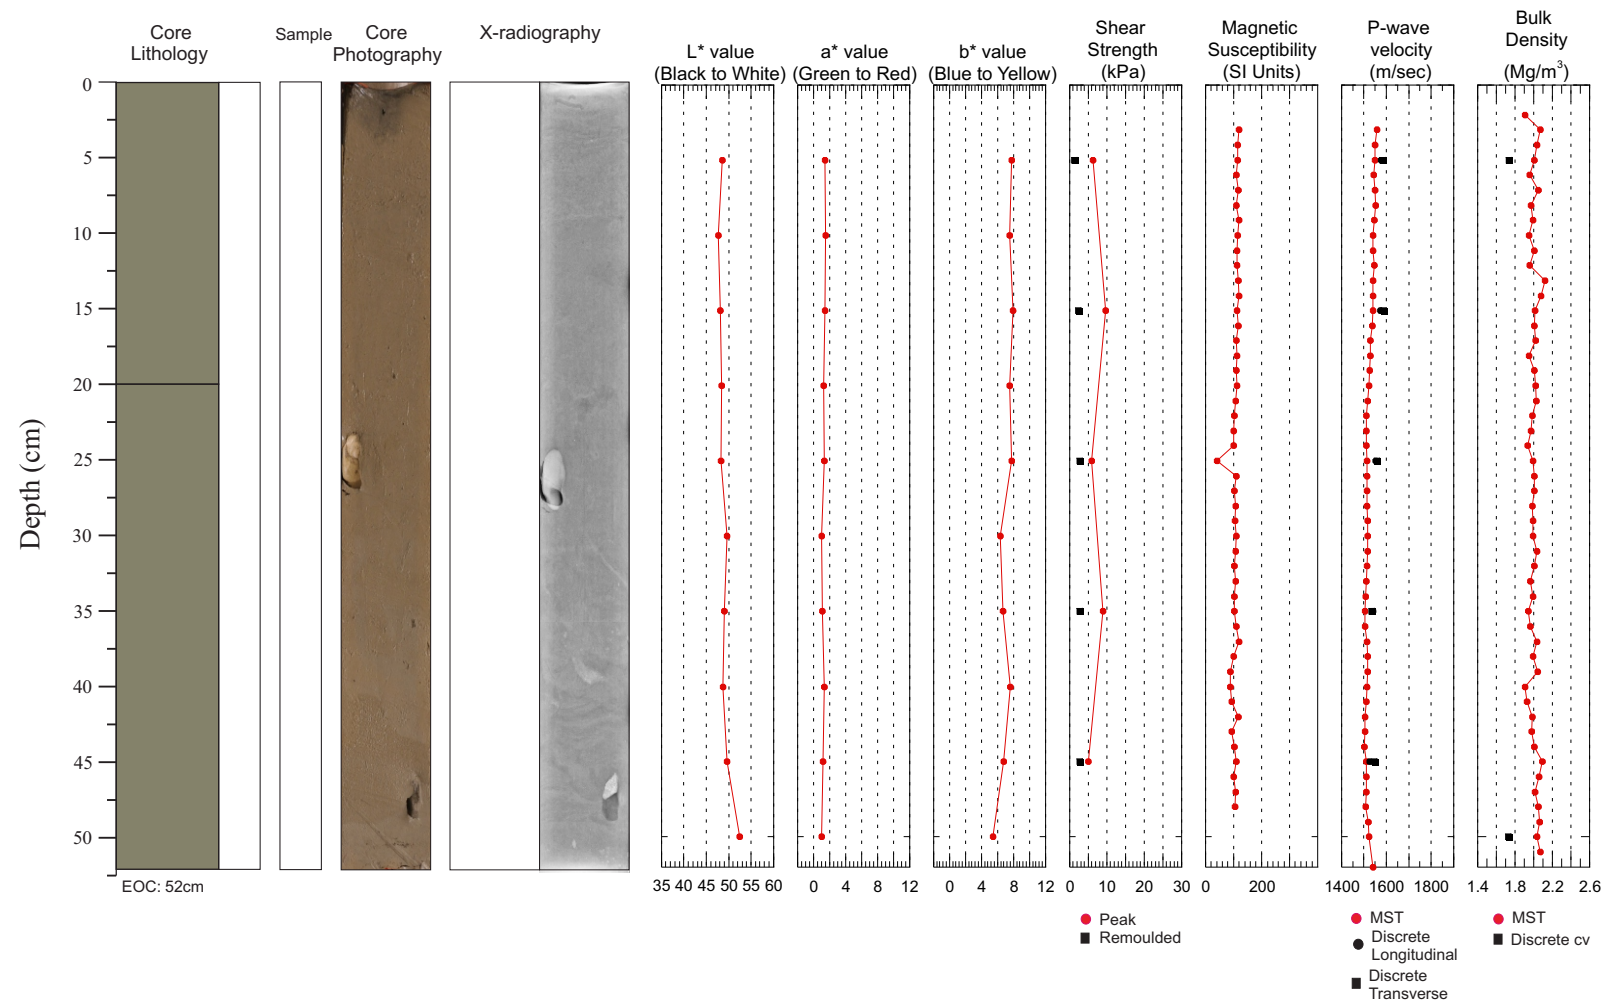 Core
Lithology
Sample
Core
Photography
X-radiography
L* value
(Black to White)
a* value
(Green to Red)
b* value
(Blue to Yellow)
Shear
Strength
(kPa)
Magnetic
Susceptibility
(SI Units)
P-wave
velocity
(m/sec)
Bulk
Density
(Mg/m³)
Depth (cm)
0
5
10
15
20
25
30
35
40
45
50
EOC: 52cm
35 40 45 50 55 60
0 4 8 12
0 4 8 12
0 10 20 30
0 200
1400 1600 1800
1.4 1.8 2.2 2.6
Peak
Remoulded
MST
Discrete
Longitudinal
Discrete
Transverse
MST
Discrete cv